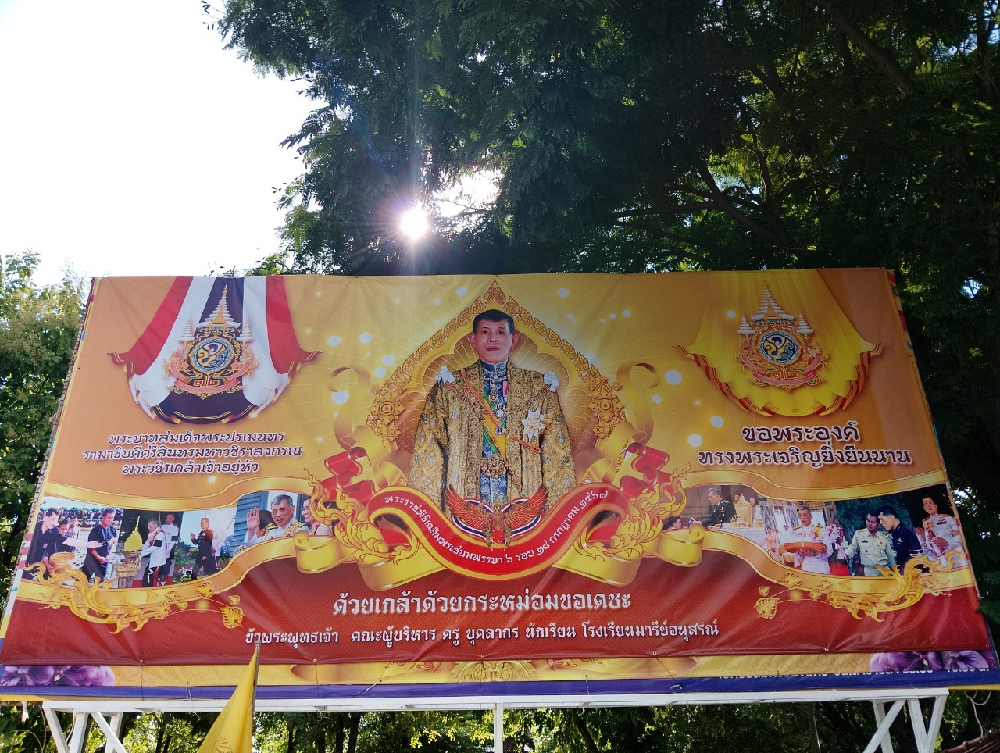 พระบาทสมเด็จพระปรเมนทร
รามาธิบดีศรีสินทรมหาวชิราลงกรณ
พระวชิรเกล้าเจ้าอยู่หัว
ขอพระองค์
ทรงพระเจริญยิ่งยืนนาน
พระราชพิธีเฉลิมพระชนมพรรษา ๖ รอบ ๒๘ กรกฎาคม ๒๕๖๗
ด้วยเกล้าด้วยกระหม่อมขอเดชะ
ข้าพระพุทธเจ้า คณะผู้บริหาร ครู บุคลากร นักเรียน โรงเรียนมารีย์อนุสรณ์